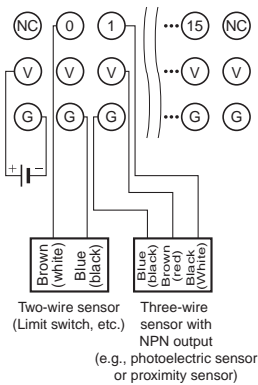 NC 0 1 ••• 15 NC
V V V ••• V V
G G G ••• G G
+ −
Brown
(white)
Blue
(black)
Blue
(black)
Brown
(red)
Black
(White)
Two-wire sensor
(Limit switch, etc.)
Three-wire
sensor with
NPN output
(e.g., photoelectric sensor
or proximity sensor)